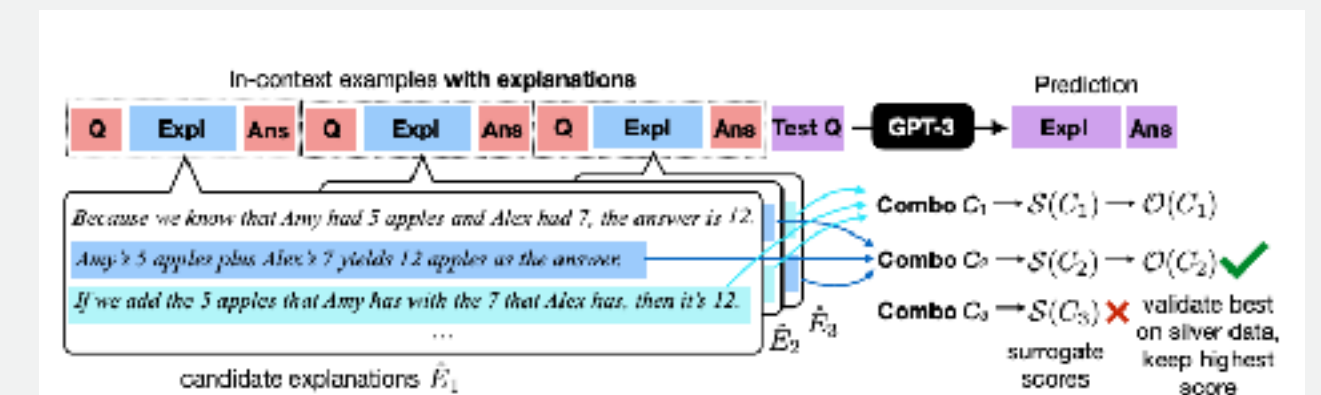 In-context examples with explanations
Prediction
Q Expl Ans Q Expl Ans Q Expl Ans Test Q GPT-3 Expl Ans
Because we know that Amy had 5 apples and Alex had 7, the answer is 12.
Amy's 5 apples plus Alex's 7 yields 12 apples as the answer.
If we add the 5 apples that Amy has with the 7 that Alex has, then it's 12.
...
candidate explanations Ê₁
Ê₂
Ê₃
Combo C₁ → S(C₁) → O(C₁)
Combo C₂ → S(C₂) → O(C₂) ✓
Combo C₃ → S(C₃) ✗
surrogate
scores
validate best
on silver data,
keep highest
score